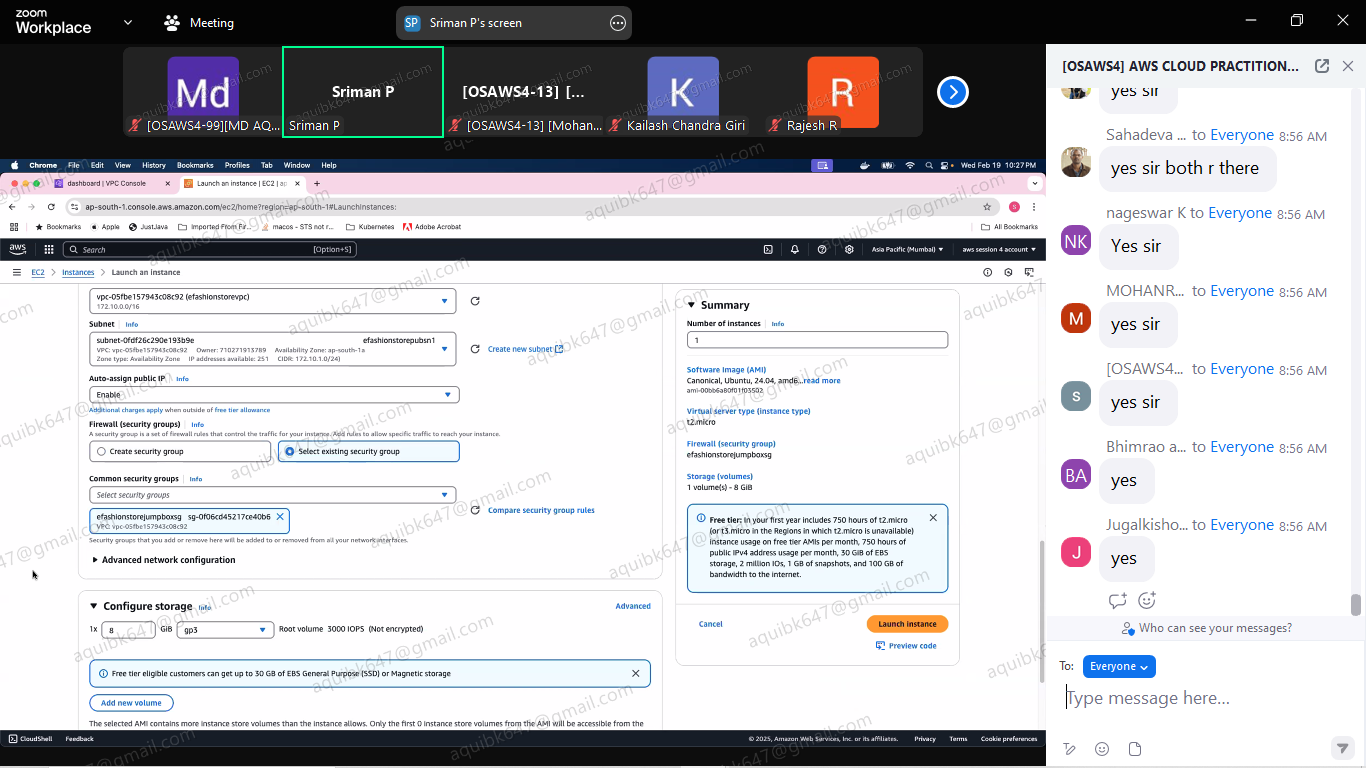 zoom
Workplace
Meeting
SP Sriman P's screen
Md
[OSAWS4-99][MD AQ...
Sriman P
Sriman P
[OSAWS4-13] [...
[OSAWS4-13] [Mohan...
K
Kailash Chandra Giri
R
Rajesh R
Chrome File Edit View History Bookmarks Profiles Tab Window Help
Wed Feb 19 10:27 PM
dashboard | VPC Console
Launch an instance | EC2 | ap
ap-south-1.console.aws.amazon.com/ec2/home?region=ap-south-1#LaunchInstances:
Bookmarks Apple JustJava Imported From Fir... macos - STS not r... Kubernetes Adobe Acrobat
All Bookmarks
aws Search [Option+S]
Asia Pacific (Mumbai) aws session 4 account
EC2 Instances Launch an instance
vpc-05fbe157943c08c92 (efashionstorevpc)
172.10.0.0/16
Subnet Info
subnet-0fdf26c290e193b9e efashionstorepubsn1
VPC: vpc-05fbe157943c08c92 Owner: 710271913789 Availability Zone: ap-south-1a
Zone type: Availability Zone IP addresses available: 251 CIDR: 172.10.1.0/24)
Create new subnet
Auto-assign public IP Info
Enable
Additional charges apply when outside of free tier allowance
Firewall (security groups) Info
A security group is a set of firewall rules that control the traffic for your instance. Add rules to allow specific traffic to reach your instance.
Create security group
Select existing security group
Common security groups Info
Select security groups
efashionstorejumpboxsg sg-0f06cd45217ce40b6
VPC: vpc-05fbe157943c08c92
Compare security group rules
Security groups that you add or remove here will be added to or removed from all your network interfaces.
Advanced network configuration
Configure storage Info
Advanced
1x 8 GiB gp3 Root volume 3000 IOPS (Not encrypted)
Free tier eligible customers can get up to 30 GB of EBS General Purpose (SSD) or Magnetic storage
Add new volume
The selected AMI contains more instance store volumes than the instance allows. Only the first 0 instance store volumes from the AMI will be accessible from the
Summary
Number of instances Info
1
Software image (AMI)
Canonical, Ubuntu, 24.04, amd6...read more
ami-00bb6a80f01f03502
Virtual server type (instance type)
t2.micro
Firewall (security group)
efashionstorejumpboxsg
Storage (volumes)
1 volume(s) - 8 GiB
Free tier: In your first year includes 750 hours of t2.micro
(or t3.micro in the Regions in which t2.micro is unavailable)
instance usage on free tier AMIs per month, 750 hours of
public IPv4 address usage per month, 30 GiB of EBS
storage, 2 million IOs, 1 GB of snapshots, and 100 GB of
bandwidth to the internet.
Cancel
Launch instance
Preview code
CloudShell Feedback
© 2025, Amazon Web Services, Inc. or its affiliates. Privacy Terms Cookie preferences
aquibk647@gmail.com
[OSAWS4] AWS CLOUD PRACTITION...
yes sir
Sahadeva ... to Everyone 8:56 AM
yes sir both r there
nageswar K to Everyone 8:56 AM
NK
Yes sir
MOHANR... to Everyone 8:56 AM
M
yes sir
[OSAWS4... to Everyone 8:56 AM
S
yes sir
Bhimrao a... to Everyone 8:56 AM
BA
yes
Jugalkisho... to Everyone 8:56 AM
J
yes
Who can see your messages?
To: Everyone
Type message here...